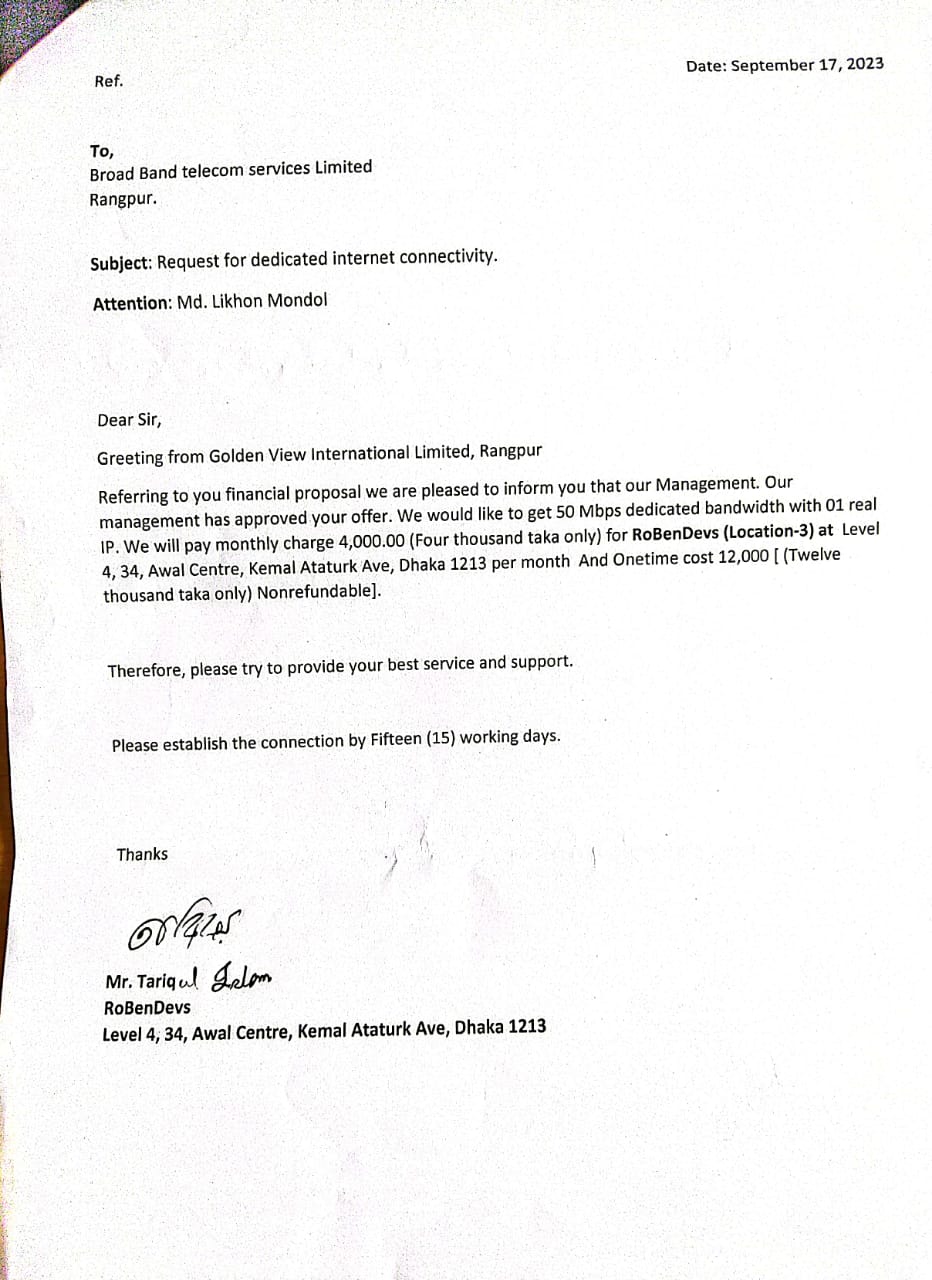 Date: September 17, 2023
Ref.
To,
Broad Band telecom services Limited
Rangpur.
Subject: Request for dedicated internet connectivity.
Attention: Md. Likhon Mondol
Dear Sir,
Greeting from Golden View International Limited, Rangpur
Referring to you financial proposal we are pleased to inform you that our Management. Our
management has approved your offer. We would like to get 50 Mbps dedicated bandwidth with 01 real
IP. We will pay monthly charge 4,000.00 (Four thousand taka only) for RoBenDevs (Location-3) at Level
4, 34, Awal Centre, Kemal Ataturk Ave, Dhaka 1213 per month And Onetime cost 12,000 [ (Twelve
thousand taka only) Nonrefundable].
Therefore, please try to provide your best service and support.
Please establish the connection by Fifteen (15) working days.
Thanks
Mr. Tariqul Islam
RoBenDevs
Level 4, 34, Awal Centre, Kemal Ataturk Ave, Dhaka 1213